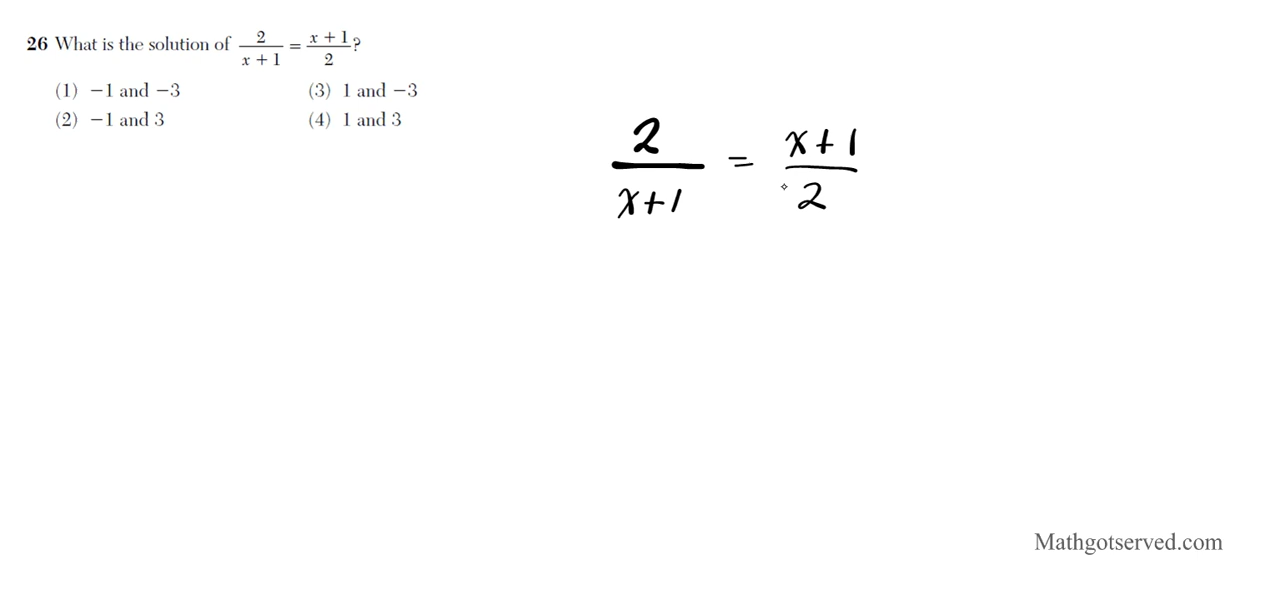 26 What is the solution of 2/(x + 1) = (x + 1)/2?
(1) −1 and −3 (3) 1 and −3
(2) −1 and 3 (4) 1 and 3
2/(x+1) = (x+1)/2
Mathgotserved.com